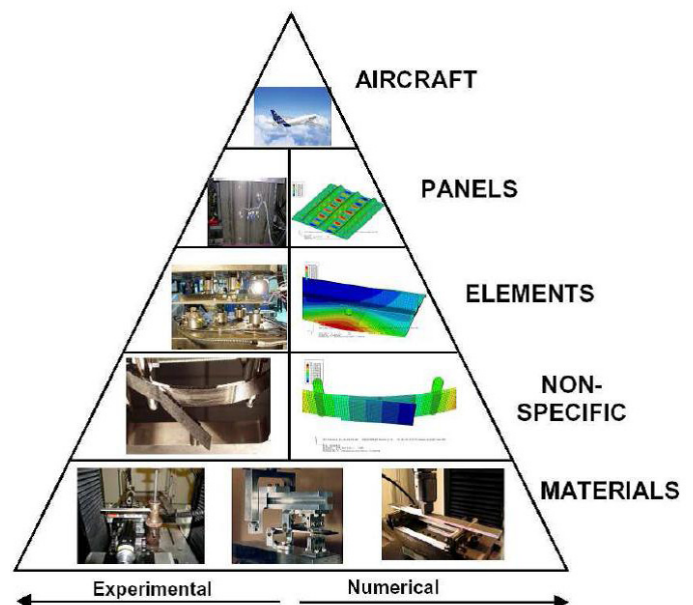 AIRCRAFT
PANELS
ELEMENTS
NON-
SPECIFIC
MATERIALS
Experimental
Numerical